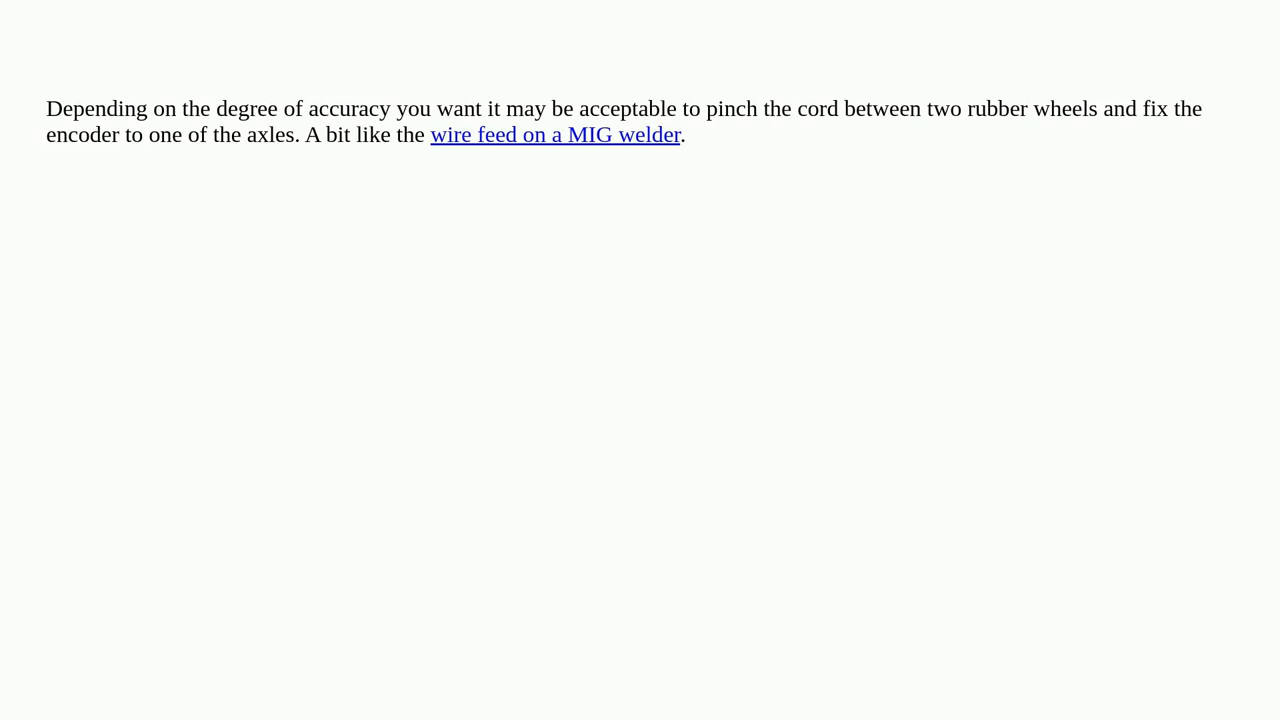 Depending on the degree of accuracy you want it may be acceptable to pinch the cord between two rubber wheels and fix the
encoder to one of the axles. A bit like the wire feed on a MIG welder.